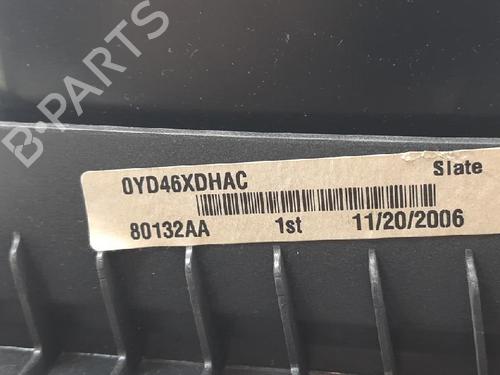 B-PARTS
0YD46XDHAC Slate
80132AA 1st 11/20/2006